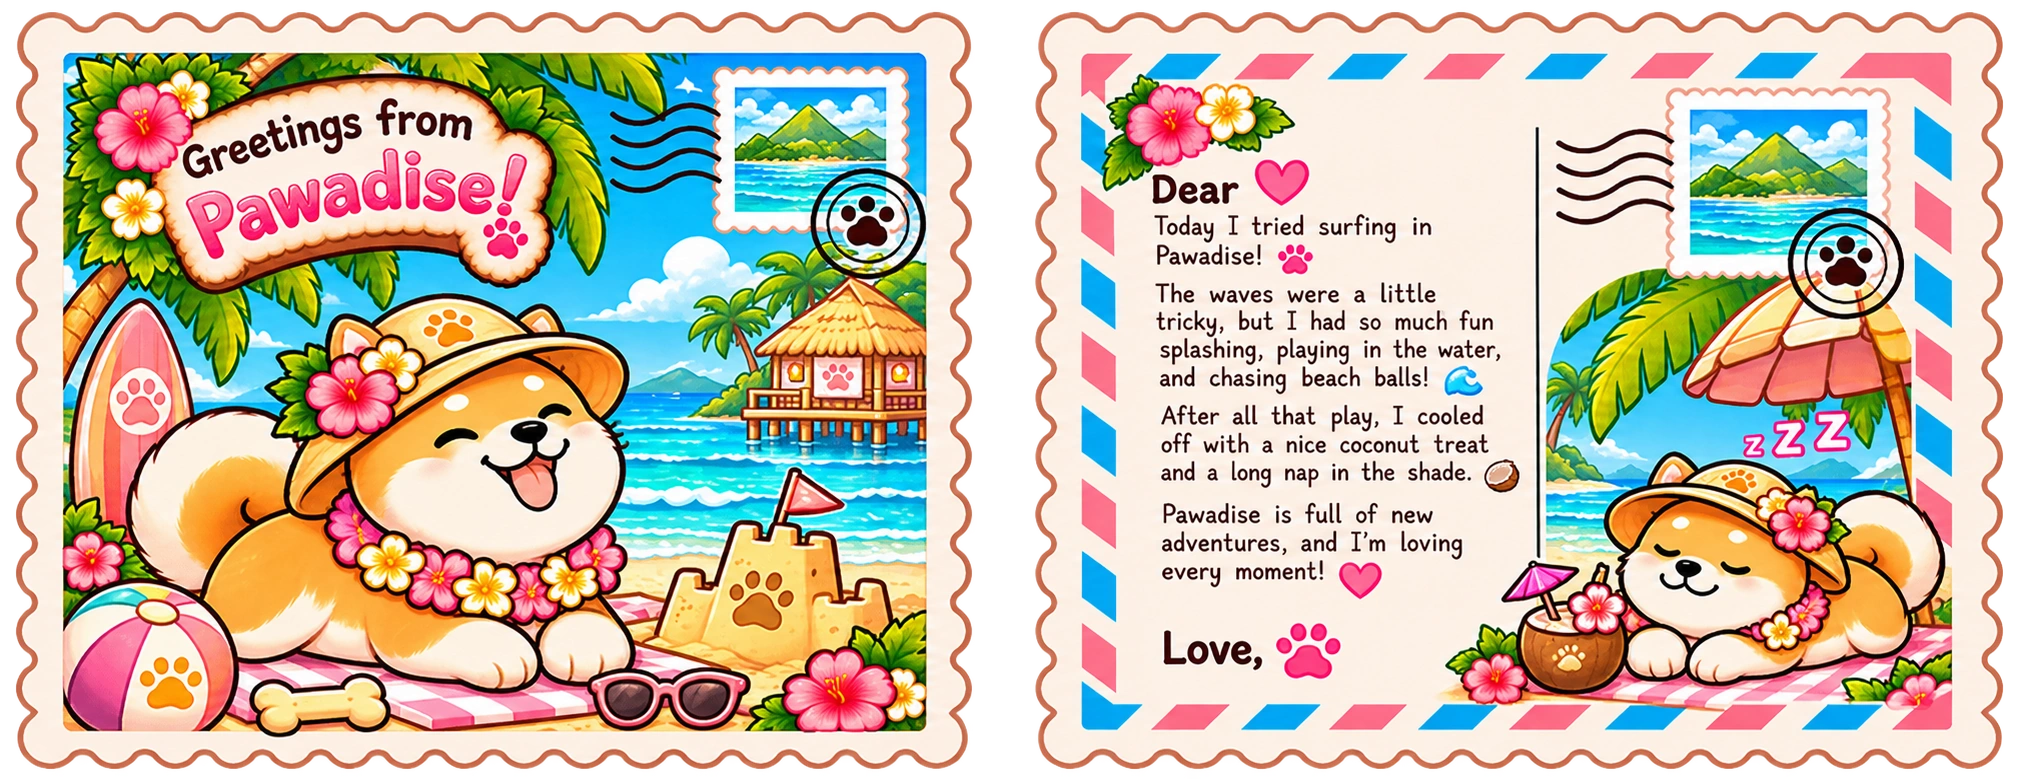 Greetings from
Pawadise!
Dear
Today I tried surfing in
Pawadise!
The waves were a little
tricky, but I had so much fun
splashing, playing in the water,
and chasing beach balls!
After all that play, I cooled
off with a nice coconut treat
and a long nap in the shade.
Pawadise is full of new
adventures, and I'm loving
every moment!
Love,
z z z